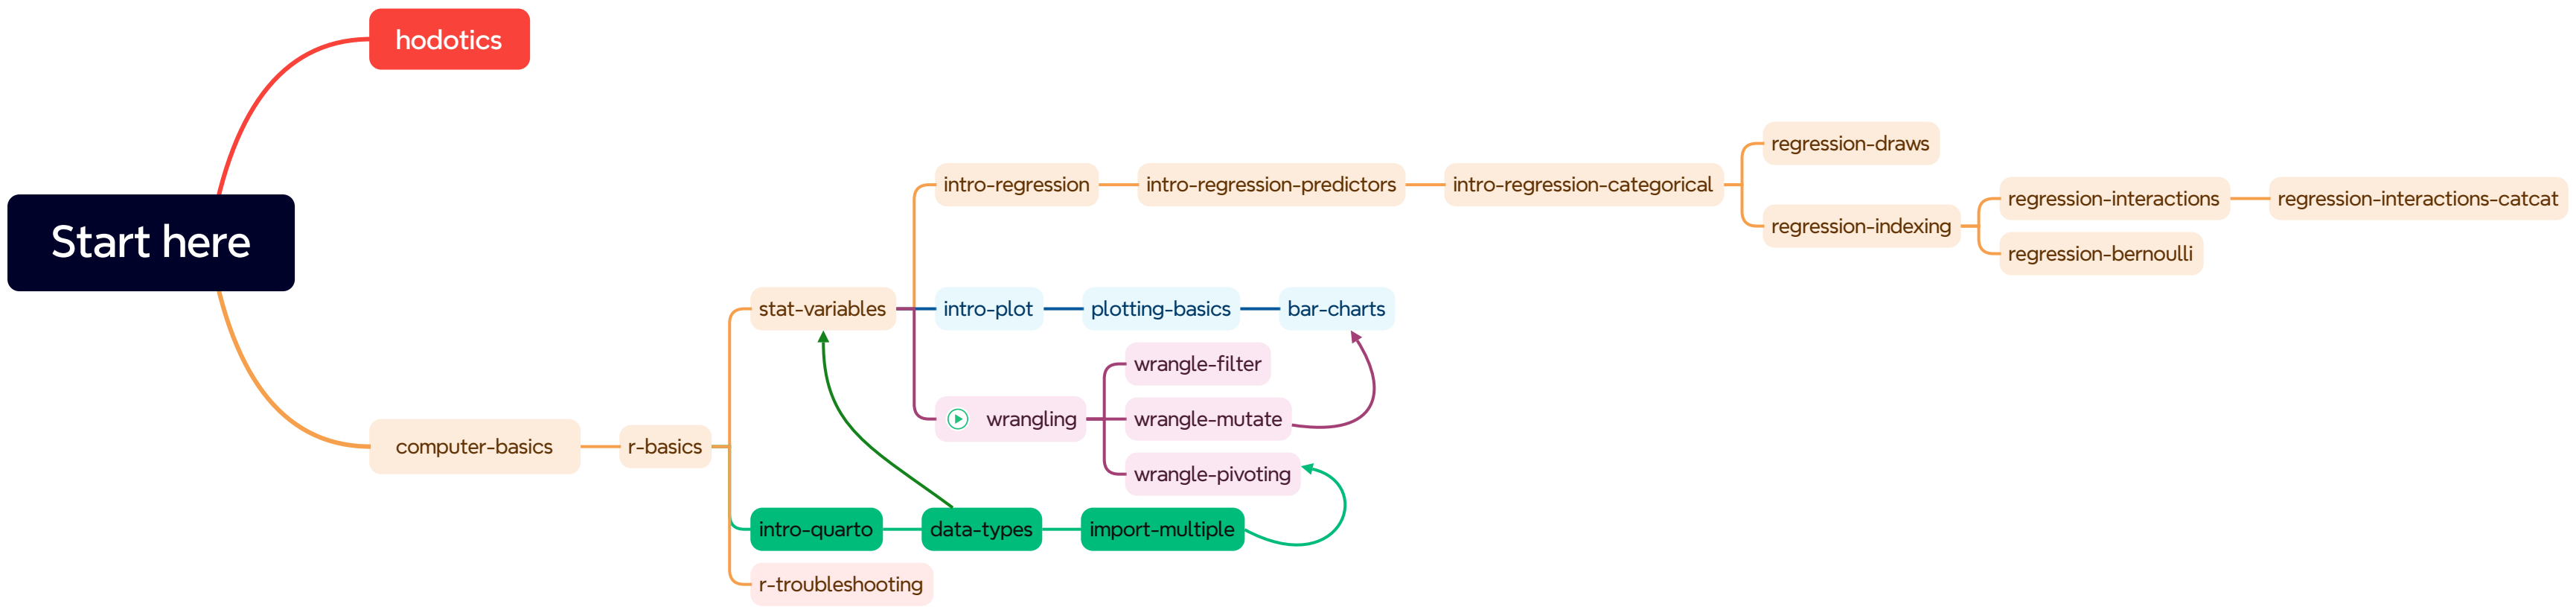 hodotics
Start here
computer-basics
r-basics
stat-variables
intro-regression
intro-regression-predictors
intro-regression-categorical
regression-draws
regression-indexing
regression-interactions
regression-interactions-catcat
regression-bernoulli
intro-plot
plotting-basics
bar-charts
wrangling
wrangle-filter
wrangle-mutate
wrangle-pivoting
intro-quarto
data-types
import-multiple
r-troubleshooting